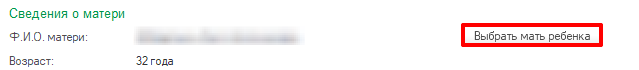 Сведения о матери
Ф.И.О. матери: Выбрать мать ребенка
Возраст: 32 года